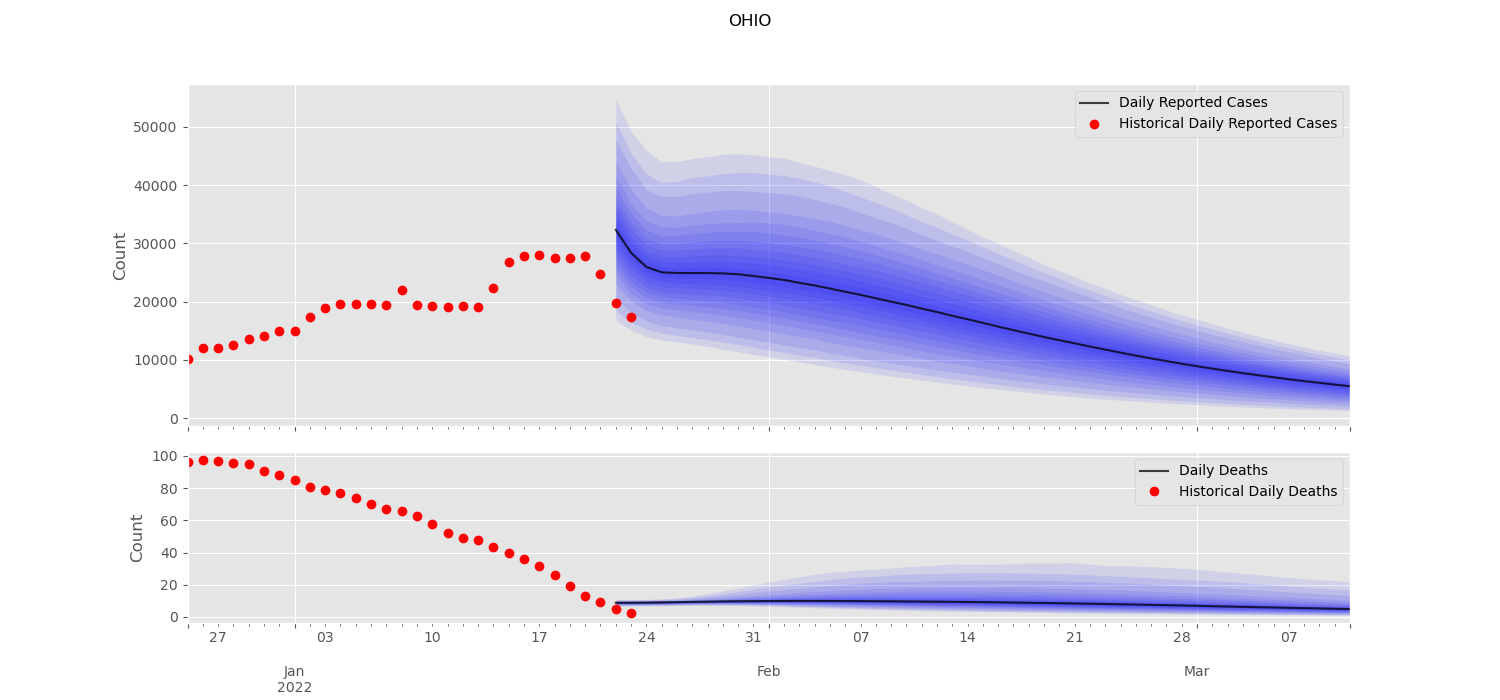 OHIO
Count
50000
40000
30000
20000
10000
0
Daily Reported Cases
Historical Daily Reported Cases
Count
100
80
60
40
20
0
Daily Deaths
Historical Daily Deaths
27 03 10 17 24 31 07 14 21 28 07
Jan Feb Mar
2022